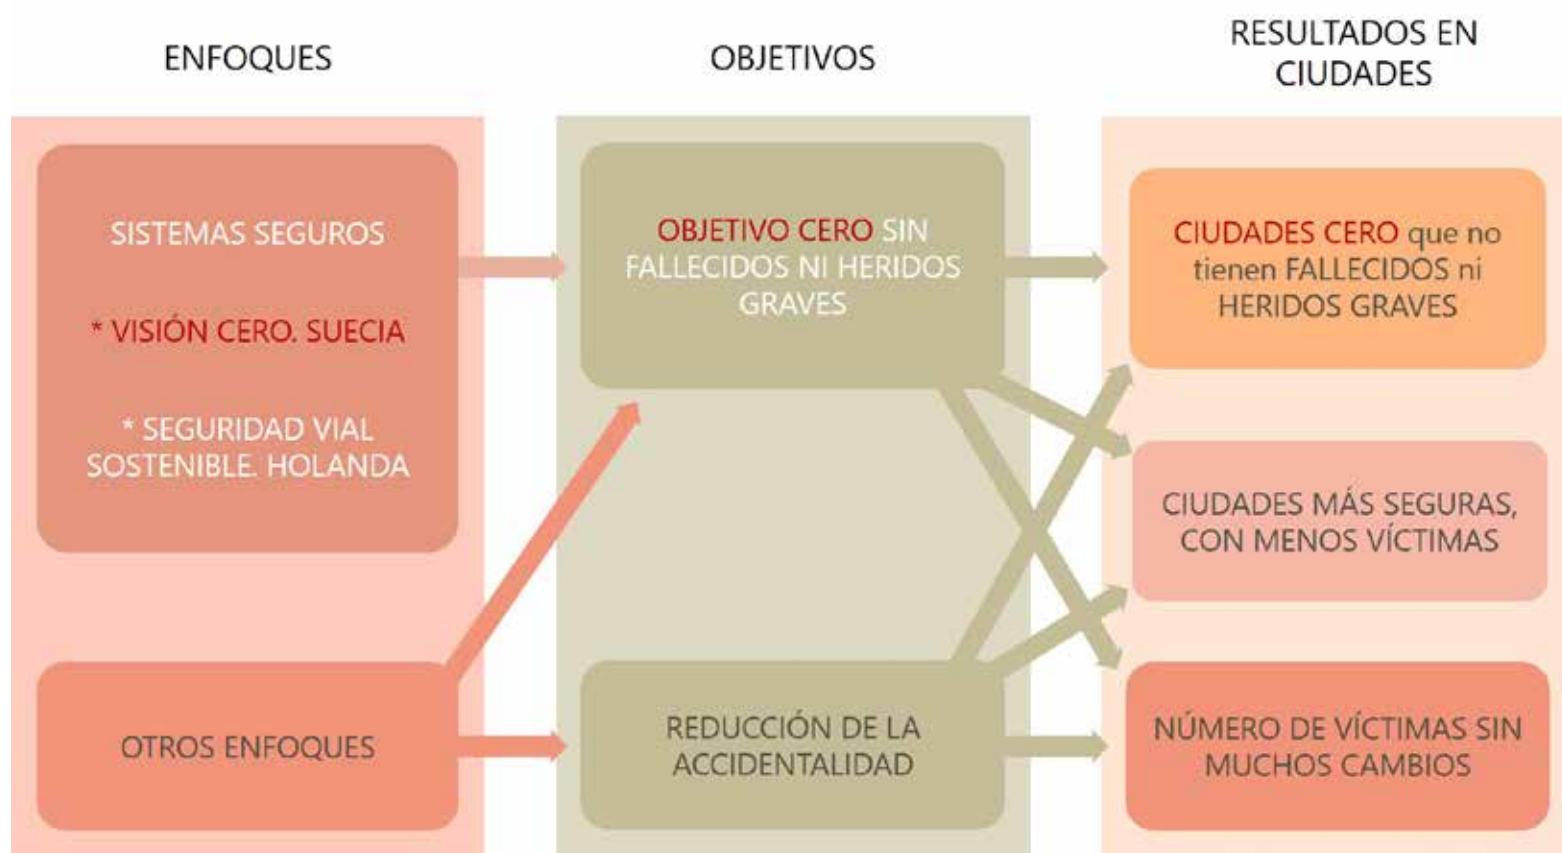 ENFOQUES
OBJETIVOS
RESULTADOS EN
CIUDADES
SISTEMAS SEGUROS
* VISIÓN CERO. SUECIA
* SEGURIDAD VIAL
SOSTENIBLE. HOLANDA
OTROS ENFOQUES
OBJETIVO CERO SIN
FALLECIDOS NI HERIDOS
GRAVES
REDUCCIÓN DE LA
ACCIDENTALIDAD
CIUDADES CERO que no
tienen FALLECIDOS ni
HERIDOS GRAVES
CIUDADES MÁS SEGURAS,
CON MENOS VÍCTIMAS
NÚMERO DE VÍCTIMAS SIN
MUCHOS CAMBIOS